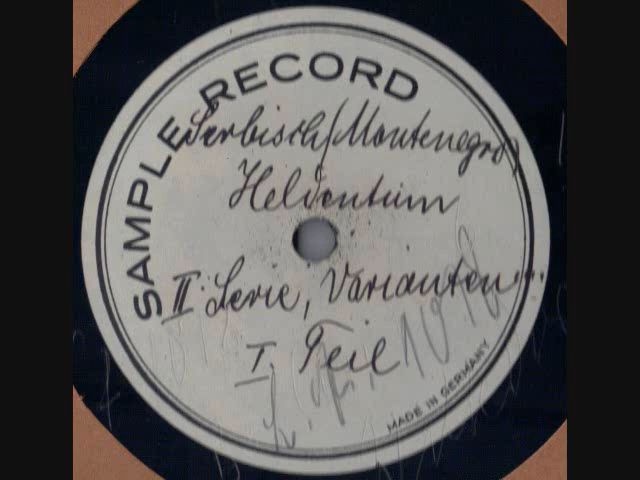 SAMPLE RECORD
Serbisch (Montenegro)
Heldentum
II. Serie, Varianten...
I. Teil
MADE IN GERMANY